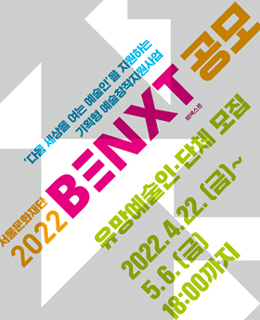 '다음 세상을 여는 예술인'을 지원하는
기획형 예술창작지원사업
서울문화재단
2022 BENXT 공모
비넥스트
유망예술인·단체 모집
2022. 4. 22. (금)~
5. 6. (금)
18:00까지